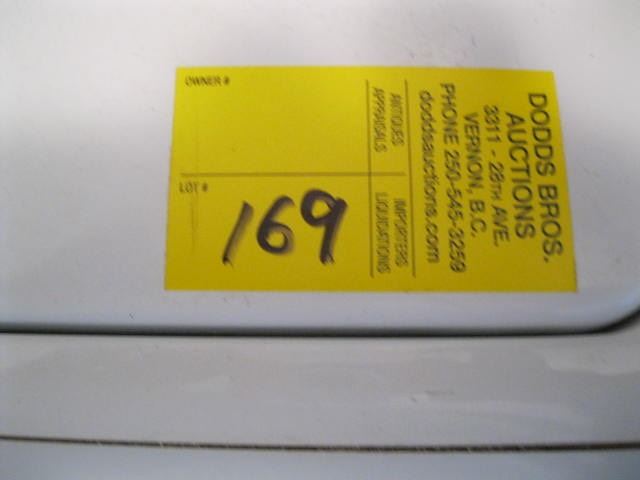 DODDS BROS.
AUCTIONS
3311 - 28TH AVE.
VERNON, B.C.
PHONE 250-545-3259
doddsauctions.com
ANTIQUES
APPRAISALS
IMPORTERS
LIQUIDATIONS
OWNER #
LOT #
169